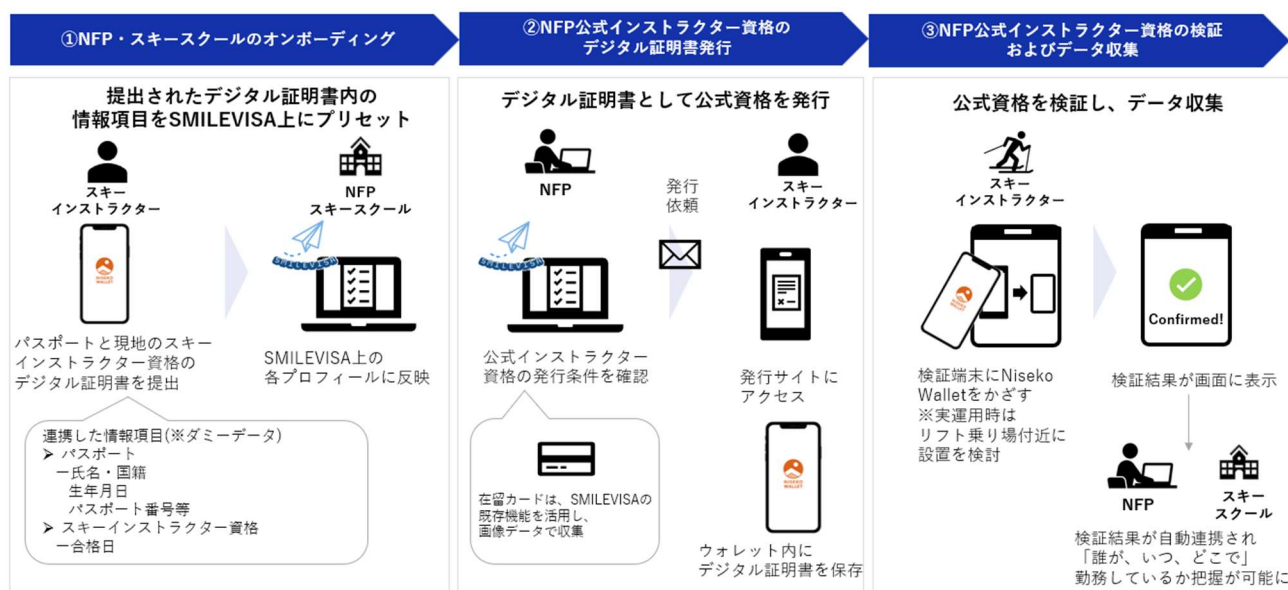 ①NFP・スキースクールのオンボーディング
提出されたデジタル証明書内の
情報項目をSMILEVISA上にプリセット
スキー
インストラクター
NFP
スキースクール
NISEKO
WALLET
SMILEVISA
パスポートと現地のスキー
インストラクター資格の
デジタル証明書を提出
SMILEVISA上の
各プロフィールに反映
連携した情報項目(※ダミーデータ)
➤ パスポート
ー氏名・国籍
生年月日
パスポート番号等
➤ スキーインストラクター資格
ー合格日
②NFP公式インストラクター資格の
デジタル証明書発行
デジタル証明書として公式資格を発行
NFP
発行
依頼
スキー
インストラクター
SMILEVISA
公式インストラクター
資格の発行条件を確認
発行サイトに
アクセス
在留カードは、SMILEVISAの
既存機能を活用し、
画像データで収集
NISEKO
WALLET
ウォレット内に
デジタル証明書を保存
③NFP公式インストラクター資格の検証
およびデータ収集
公式資格を検証し、データ収集
スキー
インストラクター
NISEKO
WALLET
Confirmed!
検証端末にNiseko
Walletをかざす
※実運用時は
リフト乗り場付近に
設置を検討
検証結果が画面に表示
NFP
スキー
スクール
検証結果が自動連携され
「誰が、いつ、どこで」
勤務しているか把握が可能に